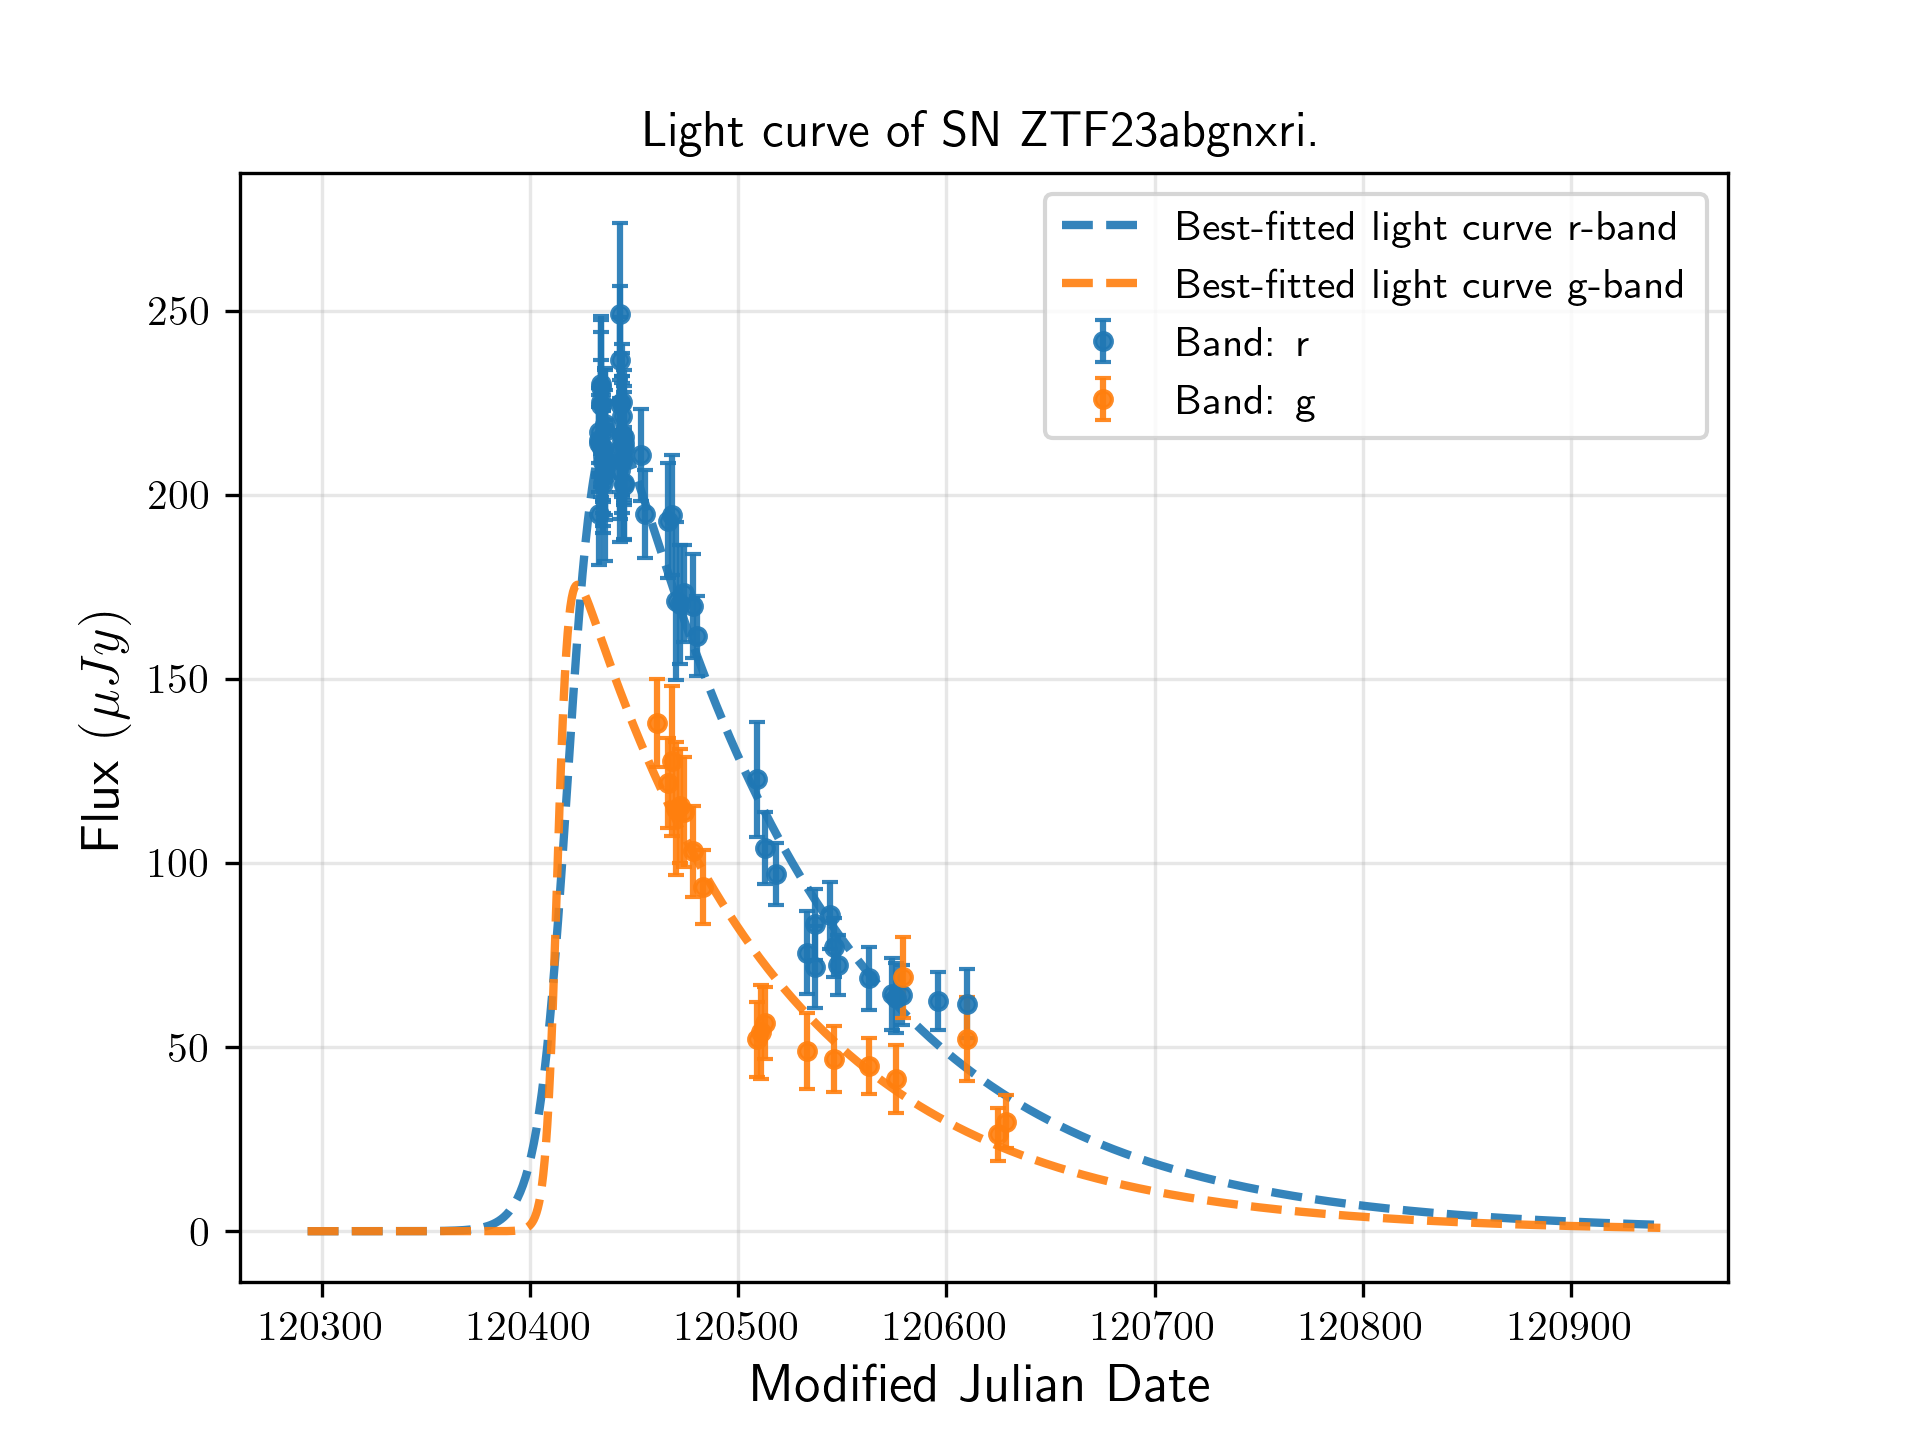 Light curve of SN ZTF23abgnxri.
Best-fitted light curve r-band
Best-fitted light curve g-band
Band: r
Band: g
Flux (μJy)
250
200
150
100
50
0
120300 120400 120500 120600 120700 120800 120900
Modified Julian Date